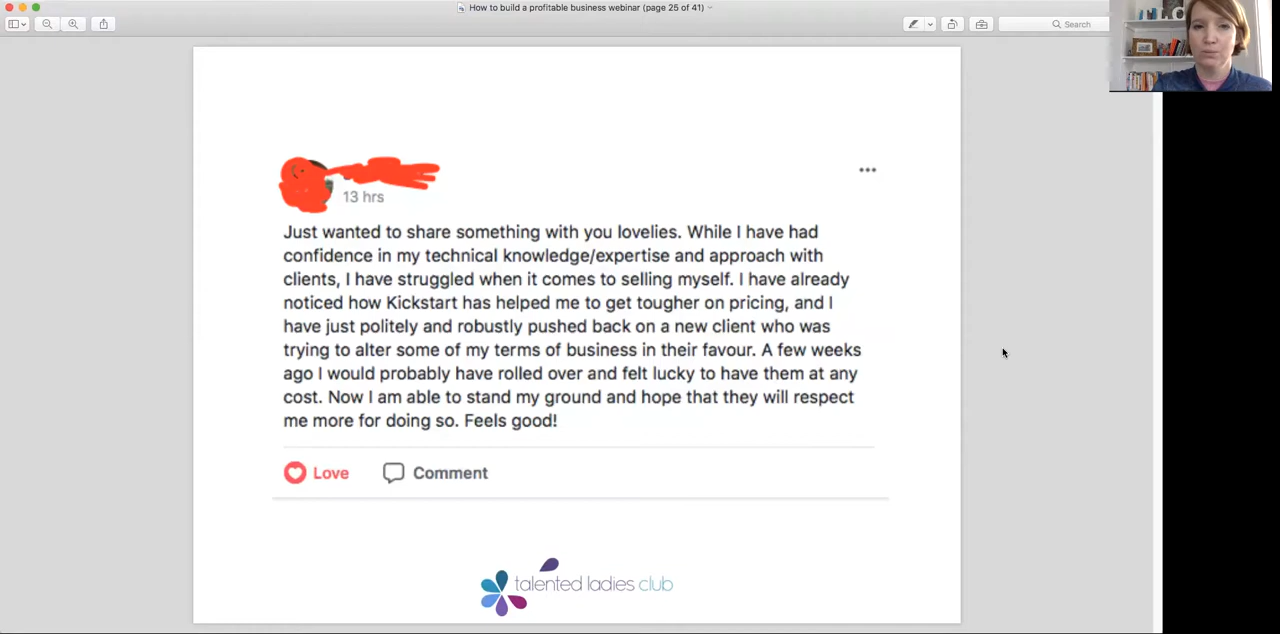 How to build a profitable business webinar (page 25 of 41)
Search
13 hrs
Just wanted to share something with you lovelies. While I have had
confidence in my technical knowledge/expertise and approach with
clients, I have struggled when it comes to selling myself. I have already
noticed how Kickstart has helped me to get tougher on pricing, and I
have just politely and robustly pushed back on a new client who was
trying to alter some of my terms of business in their favour. A few weeks
ago I would probably have rolled over and felt lucky to have them at any
cost. Now I am able to stand my ground and hope that they will respect
me more for doing so. Feels good!
Love
Comment
talented ladies club